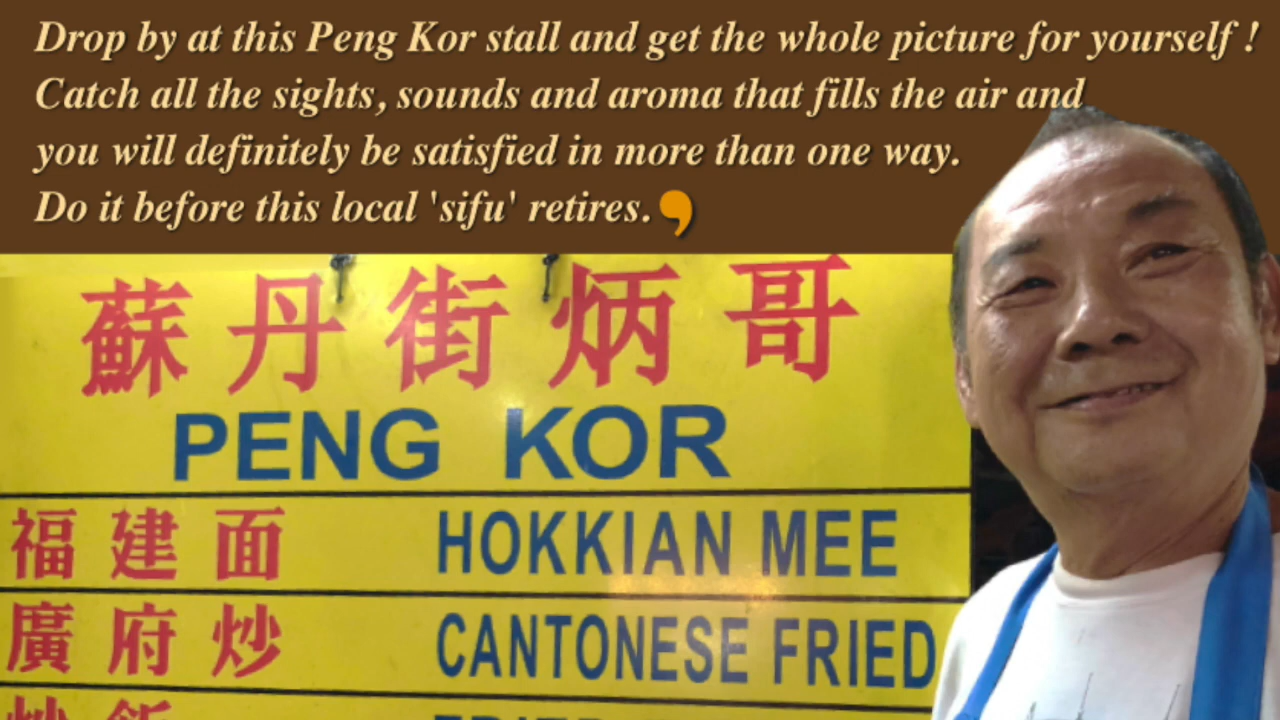 Drop by at this Peng Kor stall and get the whole picture for yourself !
Catch all the sights, sounds and aroma that fills the air and
you will definitely be satisfied in more than one way.
Do it before this local 'sifu' retires.
蘇丹街炳哥
PENG KOR
福建面 HOKKIAN MEE
廣府炒 CANTONESE FRIED
炒飯 FRIED